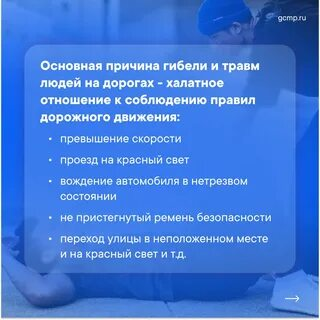 gcmp.ru
Основная причина гибели и травм
людей на дорогах - халатное
отношение к соблюдению правил
дорожного движения:
• превышение скорости
• проезд на красный свет
• вождение автомобиля в нетрезвом
состоянии
• не пристегнутый ремень безопасности
• переход улицы в неположенном месте
и на красный свет и т.д.